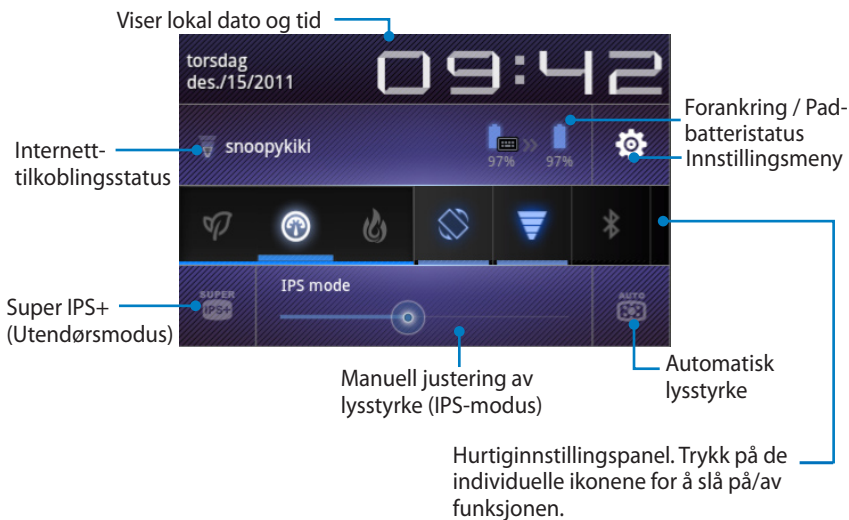 Viser lokal dato og tid
torsdag
des./15/2011
09:42
Forankring / Pad-
batteristatus
Innstillingsmeny
Internett-
tilkoblingsstatus
snoopykiki
97%
97%
SUPER
IPS+
IPS mode
AUTO
Super IPS+
(Utendørsmodus)
Manuell justering av
lysstyrke (IPS-modus)
Automatisk
lysstyrke
Hurtiginnstillingspanel. Trykk på de
individuelle ikonene for å slå på/av
funksjonen.